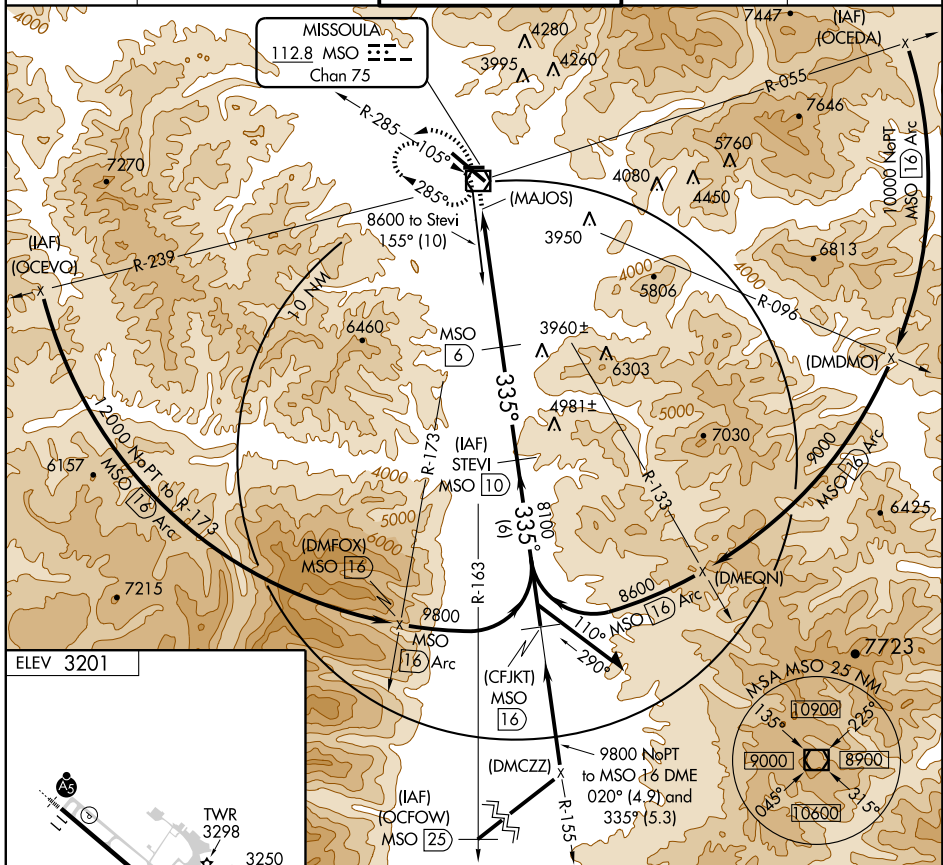 MISSOULA
112.8 MSO
Chan 75
4000
7270
(IAF)
(OCEVQ)
R-239
10 NM
6460
R-285
105°
285°
8600 to Stevi
155° (10)
(MAJOS)
4280
3995
4260
7447
(IAF)
(OCEDA)
R-055
7646
5760
4080
4450
3950
10000 NoPT
MSO 16 Arc
6813
4000
4000
5806
R-096
(DMDMO)
MSO
6
3960±
6303
335°
4981±
5000
7030
R-133
9000
MSO 16 Arc
6425
12000 NoPT to R-173
MSO 16 Arc
6157
7215
R-173
4000
5000
6000
(IAF)
STEVI
MSO 10
335°
8100
(6)
(DMFOX)
MSO 16
9800
MSO
16 Arc
R-163
8600
MSO 16 Arc
(DMEQN)
110°
290°
(CFJKT)
MSO
16
7723
9800 NoPT
to MSO 16 DME
020° (4.9) and
335° (5.3)
(DMCZZ)
R-155
(IAF)
(OCFOW)
MSO 25
MSA MSO 25 NM
135°
10900
225°
9000
8900
045°
10600
315°
ELEV 3201
A5
P
TWR
3298
3250